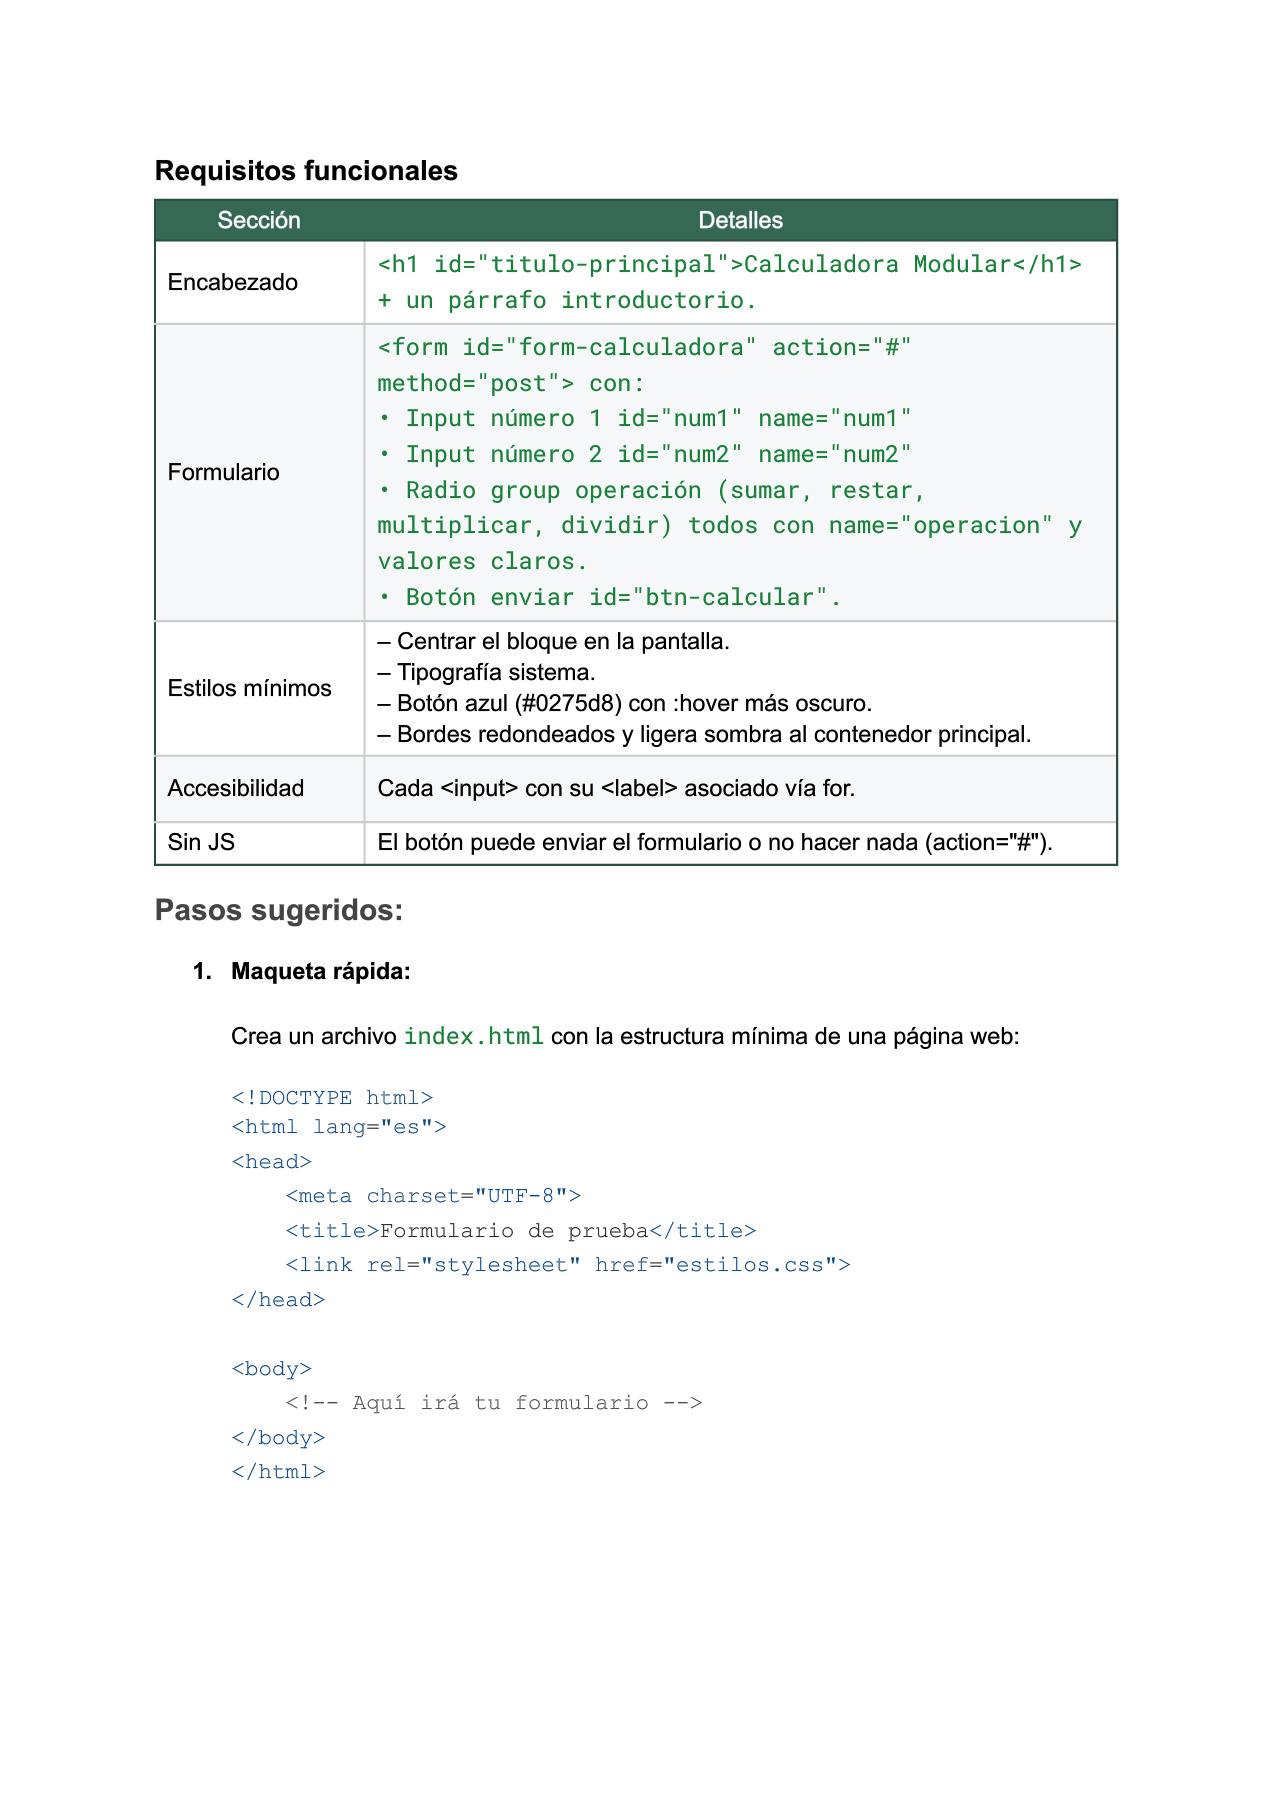 Requisitos funcionales
Sección Detalles
Encabezado
<h1 id="titulo-principal">Calculadora Modular</h1>
+ un párrafo introductorio.
Formulario
<form id="form-calculadora" action="#"
method="post"> con:
• Input número 1 id="num1" name="num1"
• Input número 2 id="num2" name="num2"
• Radio group operación (sumar, restar,
multiplicar, dividir) todos con name="operacion" y
valores claros.
• Botón enviar id="btn-calcular".
Estilos mínimos
– Centrar el bloque en la pantalla.
– Tipografía sistema.
– Botón azul (#0275d8) con :hover más oscuro.
– Bordes redondeados y ligera sombra al contenedor principal.
Accesibilidad Cada <input> con su <label> asociado vía for.
Sin JS El botón puede enviar el formulario o no hacer nada (action="#").
Pasos sugeridos:
1. Maqueta rápida:
Crea un archivo index.html con la estructura mínima de una página web:
<!DOCTYPE html>
<html lang="es">
<head>
    <meta charset="UTF-8">
    <title>Formulario de prueba</title>
    <link rel="stylesheet" href="estilos.css">
</head>
<body>
    <!-- Aquí irá tu formulario -->
</body>
</html>